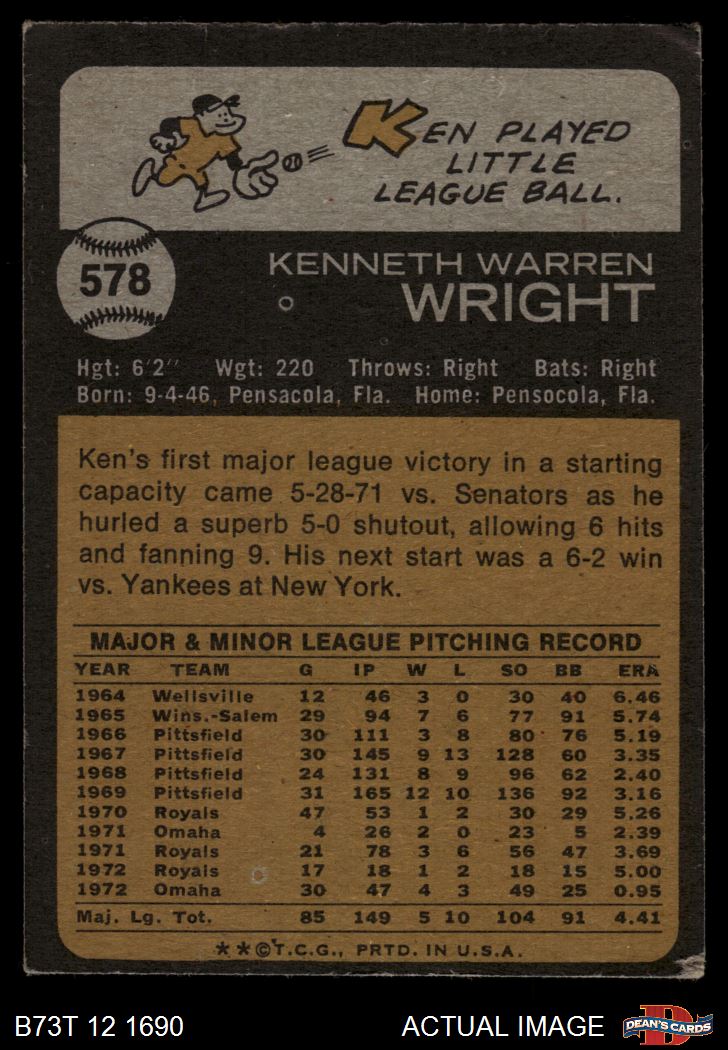 KEN PLAYED
LITTLE
LEAGUE BALL.
578
KENNETH WARREN
WRIGHT
Hgt: 6'2" Wgt: 220 Throws: Right Bats: Right
Born: 9-4-46, Pensacola, Fla. Home: Pensocola, Fla.
Ken's first major league victory in a starting
capacity came 5-28-71 vs. Senators as he
hurled a superb 5-0 shutout, allowing 6 hits
and fanning 9. His next start was a 6-2 win
vs. Yankees at New York.
MAJOR & MINOR LEAGUE PITCHING RECORD
YEAR TEAM G IP W L SO BB ERA
1964 Wellsville 12 46 3 0 30 40 6.46
1965 Wins.-Salem 29 94 7 6 77 91 5.74
1966 Pittsfield 30 111 3 8 80 76 5.19
1967 Pittsfield 30 145 9 13 128 60 3.35
1968 Pittsfield 24 131 8 9 96 62 2.40
1969 Pittsfield 31 165 12 10 136 92 3.16
1970 Royals 47 53 1 2 30 29 5.26
1971 Omaha 4 26 2 0 23 5 2.39
1971 Royals 21 78 3 6 56 47 3.69
1972 Royals 17 18 1 2 18 15 5.00
1972 Omaha 30 47 4 3 49 25 0.95
Maj. Lg. Tot. 85 149 5 10 104 91 4.41
**©T.C.G., PRTD. IN U.S.A.
B73T 12 1690 ACTUAL IMAGE D DEAN'S CARDS